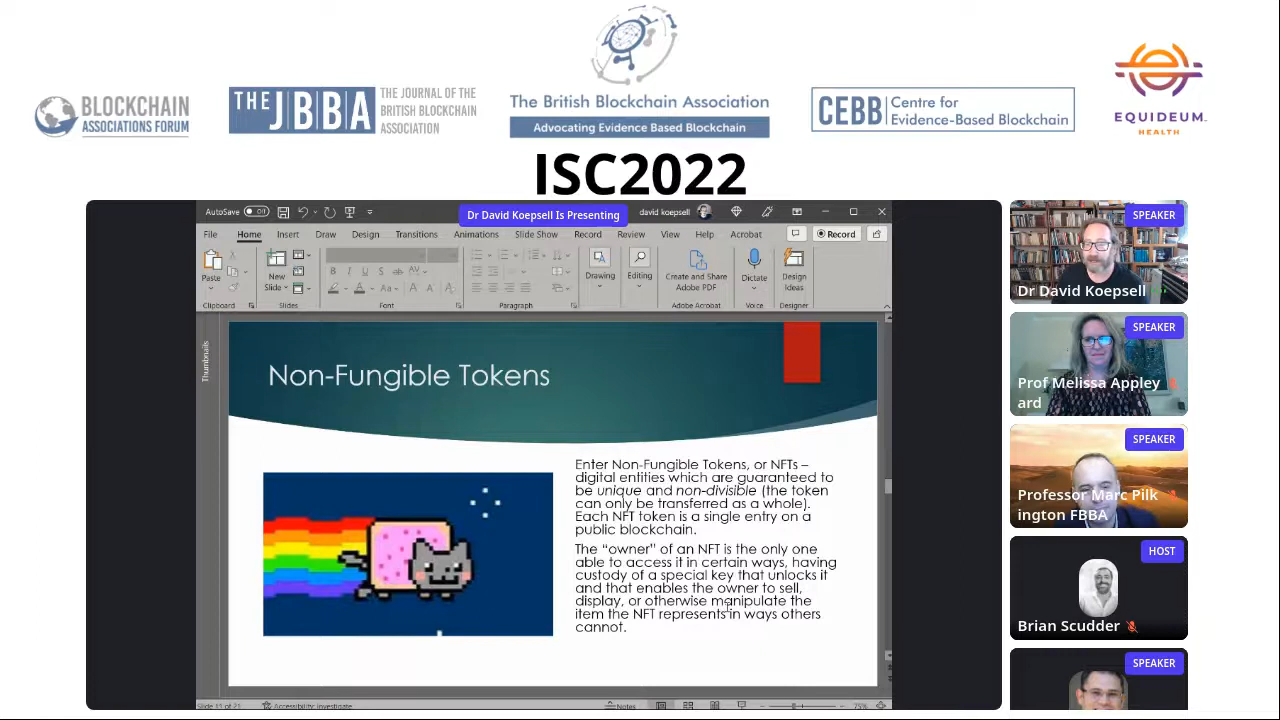 BLOCKCHAIN
ASSOCIATIONS FORUM
THE JBBA
THE JOURNAL OF THE
BRITISH BLOCKCHAIN
ASSOCIATION
The British Blockchain Association
Advocating Evidence Based Blockchain
CEBB
Centre for
Evidence-Based Blockchain
EQUIDEUM
HEALTH
ISC2022
AutoSave Off
Dr David Koepsell Is Presenting
david koepsell
File Home Insert Draw Design Transitions Animations Slide Show Record Review View Help Acrobat Record
Paste
New
Slide
Drawing
Editing
Create and Share
Adobe PDF
Dictate
Design
Ideas
Clipboard Slides Font Paragraph Adobe Acrobat Voice Designer
Thumbnails
Non-Fungible Tokens
Enter Non-Fungible Tokens, or NFTs –
digital entities which are guaranteed to
be unique and non-divisible (the token
can only be transferred as a whole).
Each NFT token is a single entry on a
public blockchain.
The “owner” of an NFT is the only one
able to access it in certain ways, having
custody of a special key that unlocks it
and that enables the owner to sell,
display, or otherwise manipulate the
item the NFT represents in ways others
cannot.
Slide 11 of 21 Accessibility: Investigate Notes 75%
SPEAKER
Dr David Koepsell
SPEAKER
Prof Melissa Appley
ard
SPEAKER
Professor Marc Pilk
ington FBBA
HOST
Brian Scudder
SPEAKER